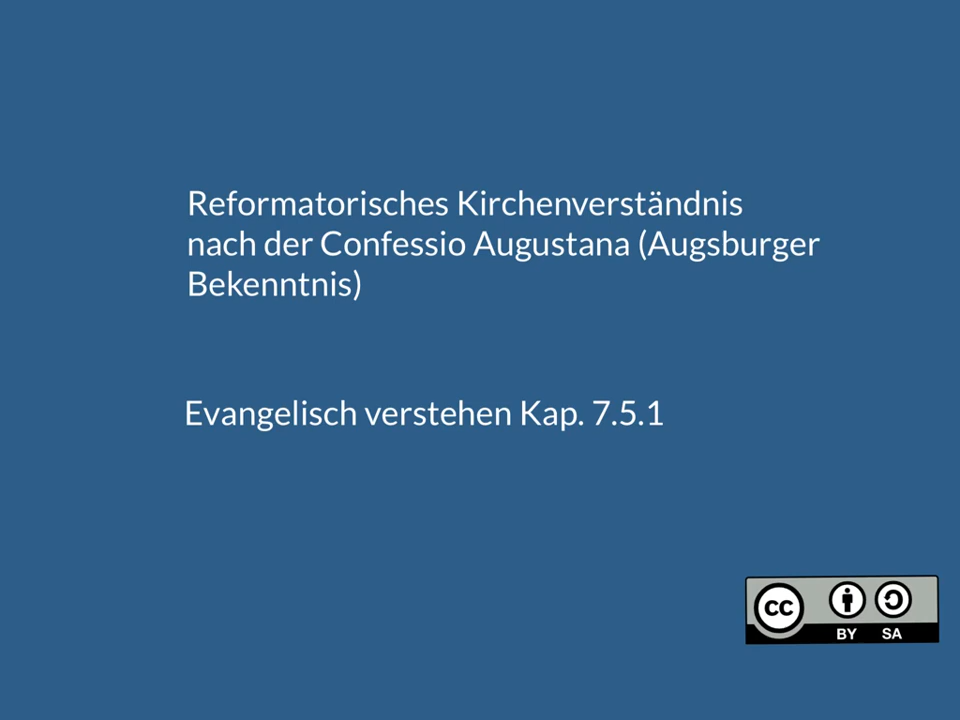 Reformatorisches Kirchenverständnis
nach der Confessio Augustana (Augsburger
Bekenntnis)
Evangelisch verstehen Kap. 7.5.1
cc
BY SA